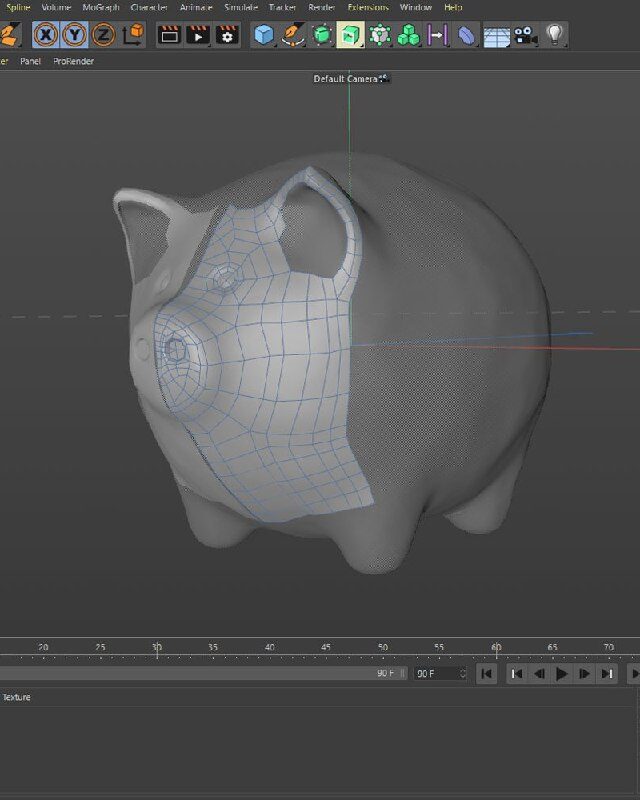 Spline Volume MoGraph Character Animate Simulate Tracker Render Extensions Window Help
X Y Z
er Panel ProRender
Default Camera
20 25 30 35 40 45 50 55 60 65 70
90 F 90 F
Texture